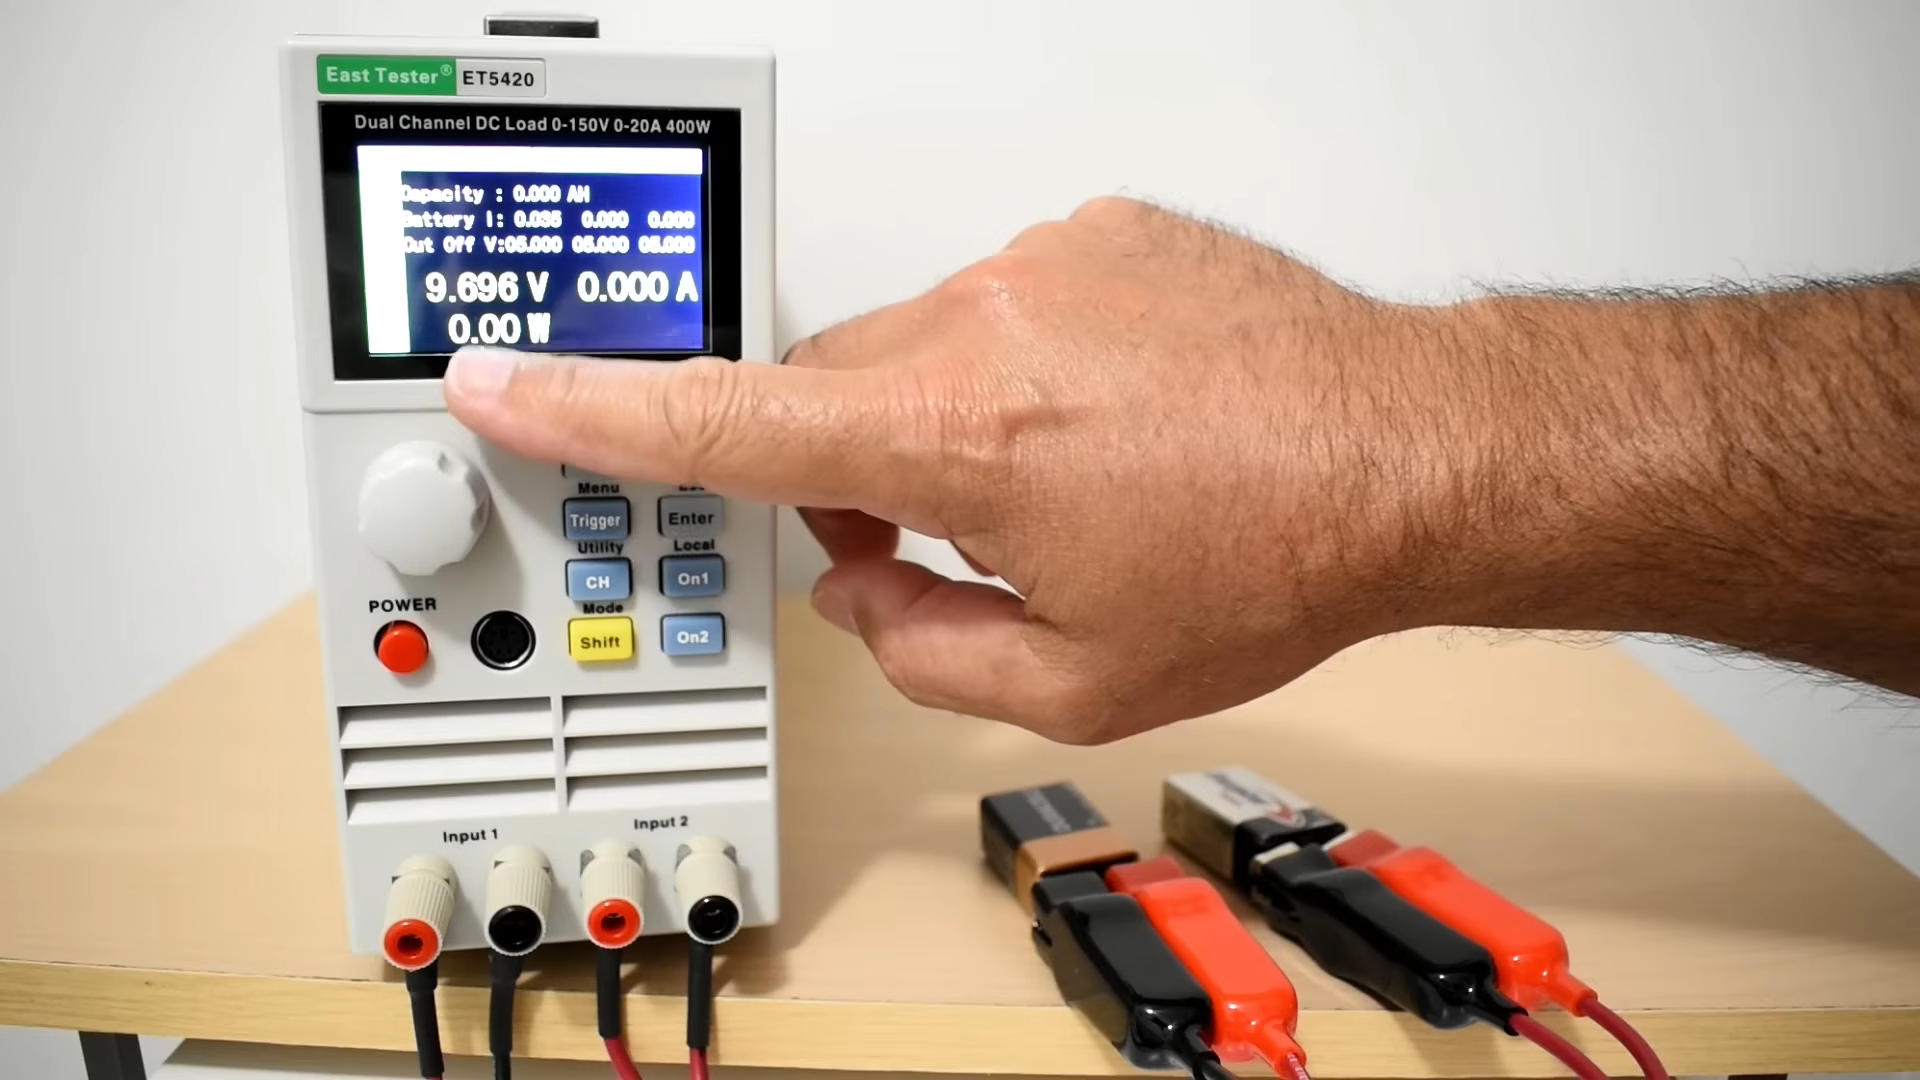 East Tester® ET5420
Dual Channel DC Load 0-150V 0-20A 400W
Capacity : 0.000 AH
Battery I: 0.035 0.000 0.000
Cut Off V:05.000 05.000 05.000
9.696 V 0.000 A
0.00 W
Menu
Trigger Enter
Utility Local
CH On1
Mode
Shift On2
POWER
Input 1 Input 2